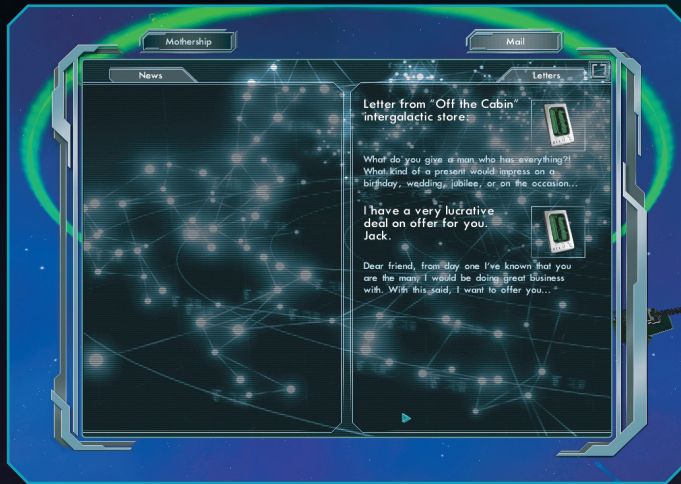 Mothership
Mail
News
Letters
Letter from "Off the Cabin"
intergalactic store:
What do you give a man who has everything?!
What kind of a present would impress on a
birthday, wedding, jubilee, or on the occasion...
I have a very lucrative
deal on offer for you.
Jack.
Dear friend, from day one I've known that you
are the man, I would be doing great business
with. With this said, I want to offer you...